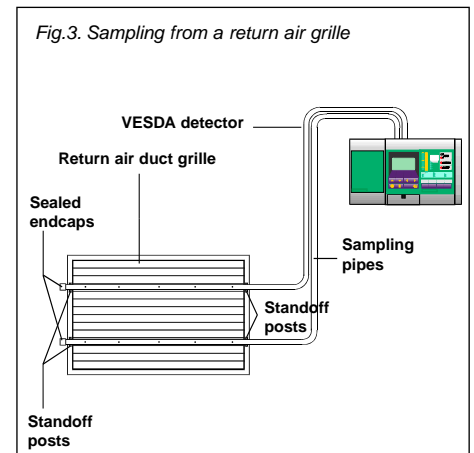 Fig.3. Sampling from a return air grille
VESDA detector
Return air duct grille
Sealed
endcaps
Sampling
pipes
Standoff
posts
Standoff
posts